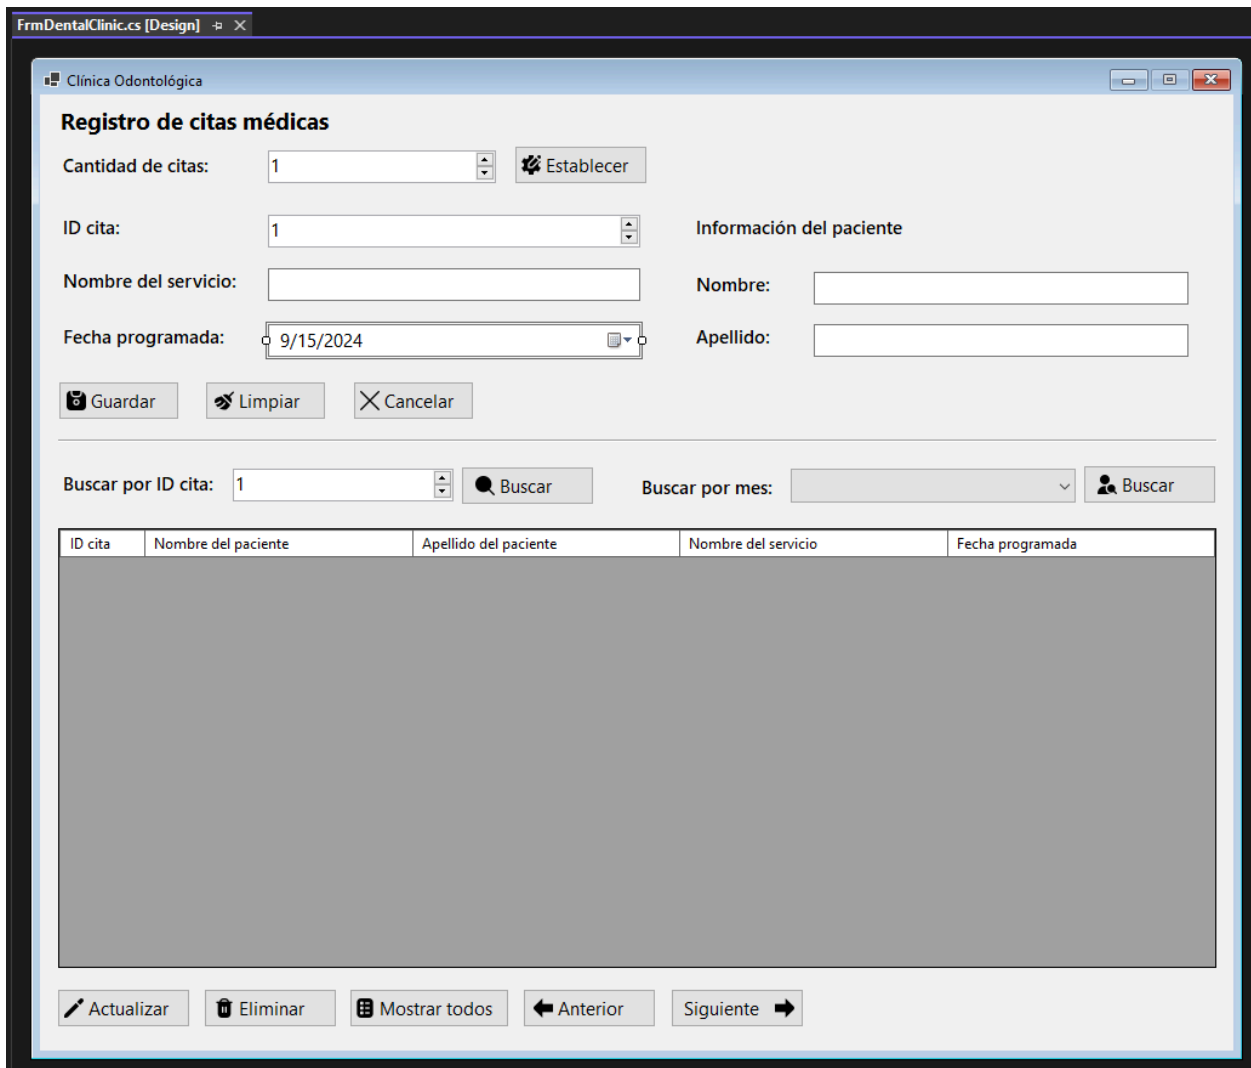 FrmDentalClinic.cs [Design]
Clínica Odontológica
Registro de citas médicas
Cantidad de citas: 1 Establecer
ID cita: 1 Información del paciente
Nombre del servicio: Nombre:
Fecha programada: 9/15/2024 Apellido:
Guardar Limpiar Cancelar
Buscar por ID cita: 1 Buscar Buscar por mes: Buscar
ID cita Nombre del paciente Apellido del paciente Nombre del servicio Fecha programada
Actualizar Eliminar Mostrar todos Anterior Siguiente